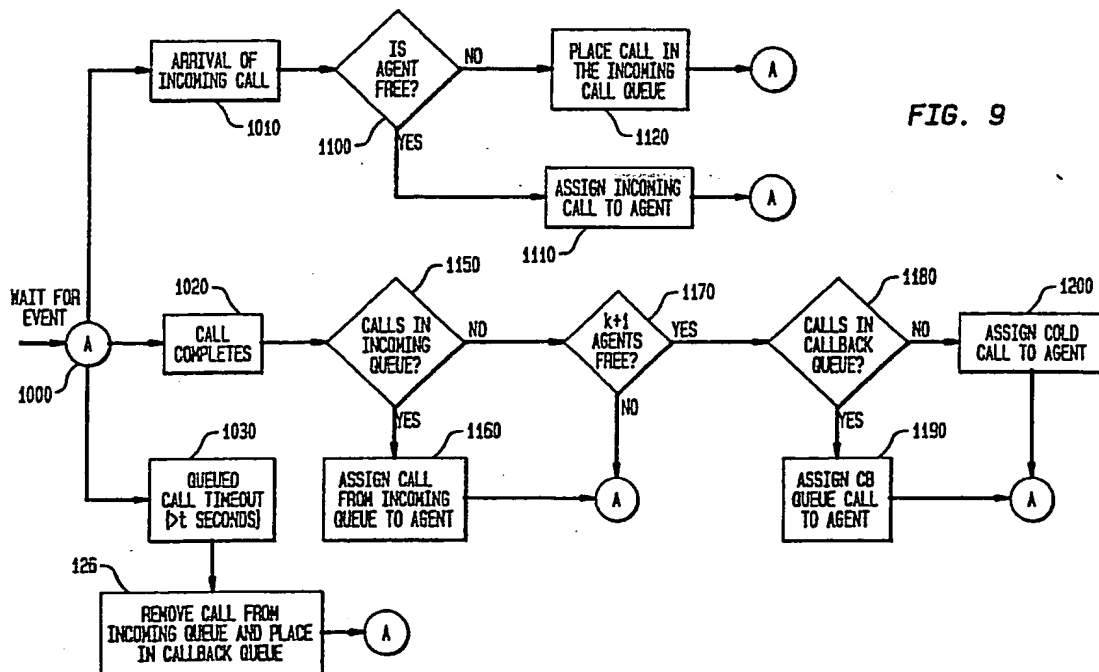 ARRIVAL OF
INCOMING CALL
1010
IS
AGENT
FREE?
1100
NO
YES
PLACE CALL IN
THE INCOMING
CALL QUEUE
1120
A
FIG. 9
ASSIGN INCOMING
CALL TO AGENT
1110
A
WAIT FOR
EVENT
A
1000
1020
CALL
COMPLETES
1150
CALLS IN
INCOMING
QUEUE?
NO
YES
1170
k+1
AGENTS
FREE?
YES
NO
1180
CALLS IN
CALLBACK
QUEUE?
NO
YES
1200
ASSIGN COLD
CALL TO AGENT
1030
QUEUED
CALL TIMEOUT
(>t SECONDS)
1160
ASSIGN CALL
FROM INCOMING
QUEUE TO AGENT
A
1190
ASSIGN CB
QUEUE CALL
TO AGENT
A
126
REMOVE CALL FROM
INCOMING QUEUE AND PLACE
IN CALLBACK QUEUE
A